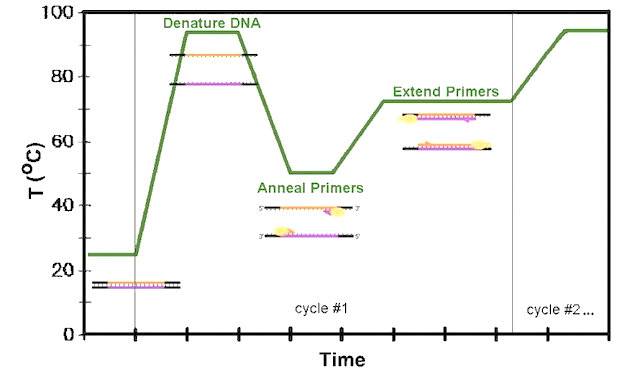 100
80
60
40
20
0
T (°C)
Denature DNA
Anneal Primers
5' 3'
3' 5'
Extend Primers
cycle #1
cycle #2...
Time